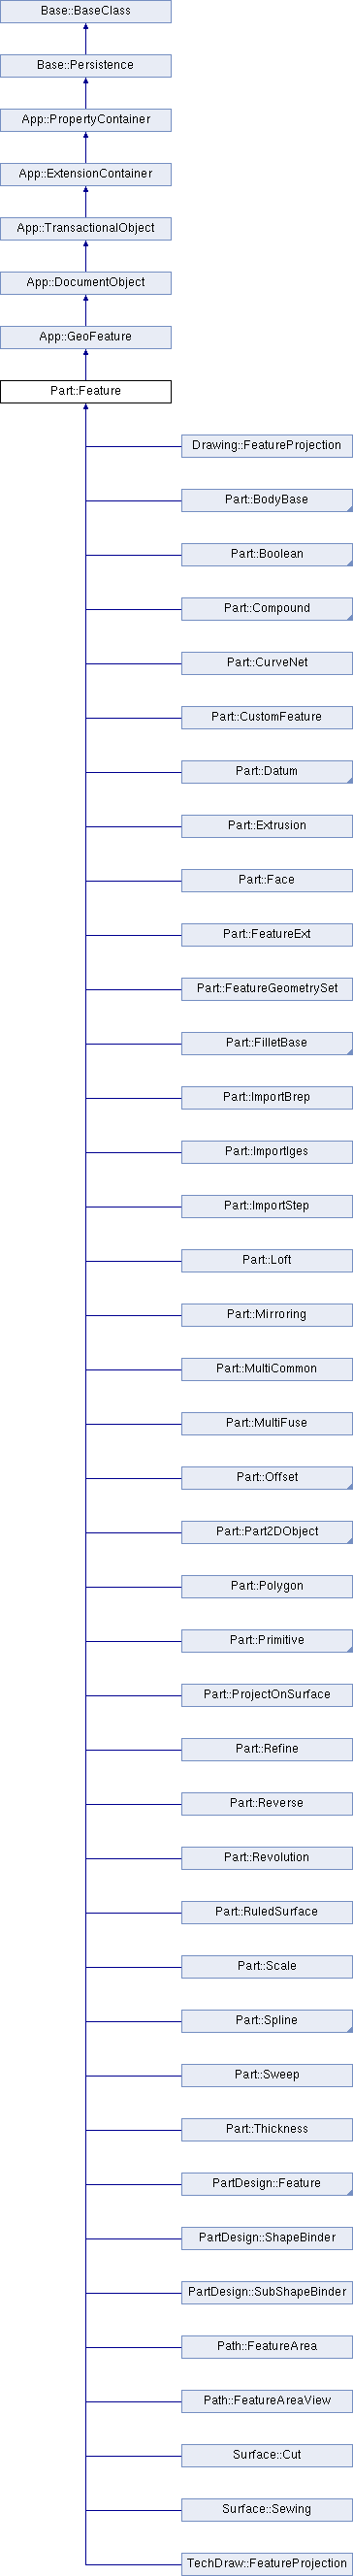 Base::BaseClass
Base::Persistence
App::PropertyContainer
App::ExtensionContainer
App::TransactionalObject
App::DocumentObject
App::GeoFeature
Part::Feature
Drawing::FeatureProjection
Part::BodyBase
Part::Boolean
Part::Compound
Part::CurveNet
Part::CustomFeature
Part::Datum
Part::Extrusion
Part::Face
Part::FeatureExt
Part::FeatureGeometrySet
Part::FilletBase
Part::ImportBrep
Part::ImportIges
Part::ImportStep
Part::Loft
Part::Mirroring
Part::MultiCommon
Part::MultiFuse
Part::Offset
Part::Part2DObject
Part::Polygon
Part::Primitive
Part::ProjectOnSurface
Part::Refine
Part::Reverse
Part::Revolution
Part::RuledSurface
Part::Scale
Part::Spline
Part::Sweep
Part::Thickness
PartDesign::Feature
PartDesign::ShapeBinder
PartDesign::SubShapeBinder
Path::FeatureArea
Path::FeatureAreaView
Surface::Cut
Surface::Sewing
TechDraw::FeatureProjection